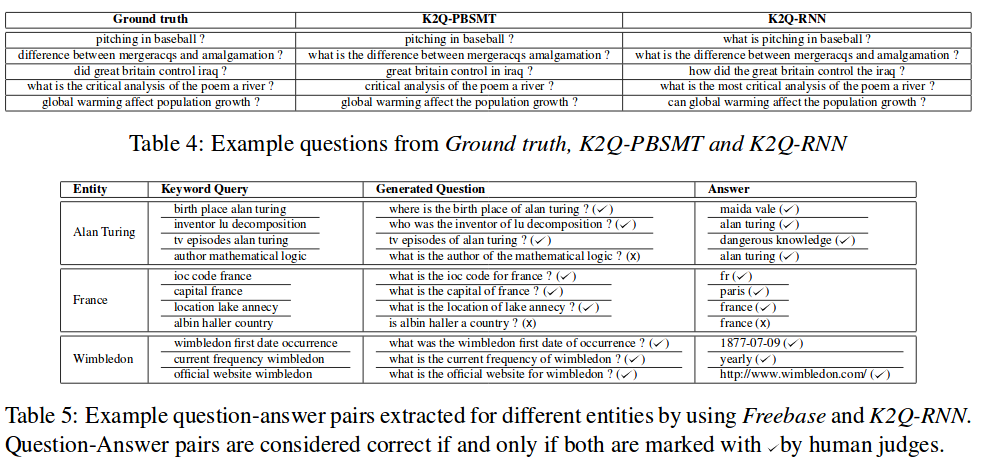 Ground truth K2Q-PBSMT K2Q-RNN
pitching in baseball ? pitching in baseball ? what is pitching in baseball ?
difference between mergeracqs and amalgamation ? what is the difference between mergeracqs amalgamation ? what is the difference between mergeracqs and amalgamation ?
did great britain control iraq ? great britain control in iraq ? how did the great britain control the iraq ?
what is the critical analysis of the poem a river ? critical analysis of the poem a river ? what is the most critical analysis of the poem a river ?
global warming affect population growth ? global warming affect the population growth ? can global warming affect the population growth ?
Table 4: Example questions from Ground truth, K2Q-PBSMT and K2Q-RNN
Entity Keyword Query Generated Question Answer
Alan Turing birth place alan turing where is the birth place of alan turing ? (✓) maida vale (✓)
inventor lu decomposition who was the inventor of lu decomposition ? (✓) alan turing (✓)
tv episodes alan turing tv episodes of alan turing ? (✓) dangerous knowledge (✓)
author mathematical logic what is the author of the mathematical logic ? (x) alan turing (✓)
France ioc code france what is the ioc code for france ? (✓) fr (✓)
capital france what is the capital of france ? (✓) paris (✓)
location lake annecy what is the location of lake annecy ? (✓) france (✓)
albin haller country is albin haller a country ? (x) france (x)
Wimbledon wimbledon first date occurrence what was the wimbledon first date of occurrence ? (✓) 1877-07-09 (✓)
current frequency wimbledon what is the current frequency of wimbledon ? (✓) yearly (✓)
official website wimbledon what is the official website for wimbledon ? (✓) http://www.wimbledon.com/ (✓)
Table 5: Example question-answer pairs extracted for different entities by using Freebase and K2Q-RNN.
Question-Answer pairs are considered correct if and only if both are marked with ✓by human judges.